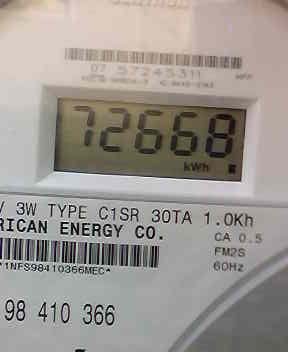 07 57245311
72668
kWh
V 3W TYPE C1SR 30TA 1.0Kh
RICAN ENERGY CO.
CA 0.5
FM2S
60Hz
*1NFS98410366MEC*
98 410 366